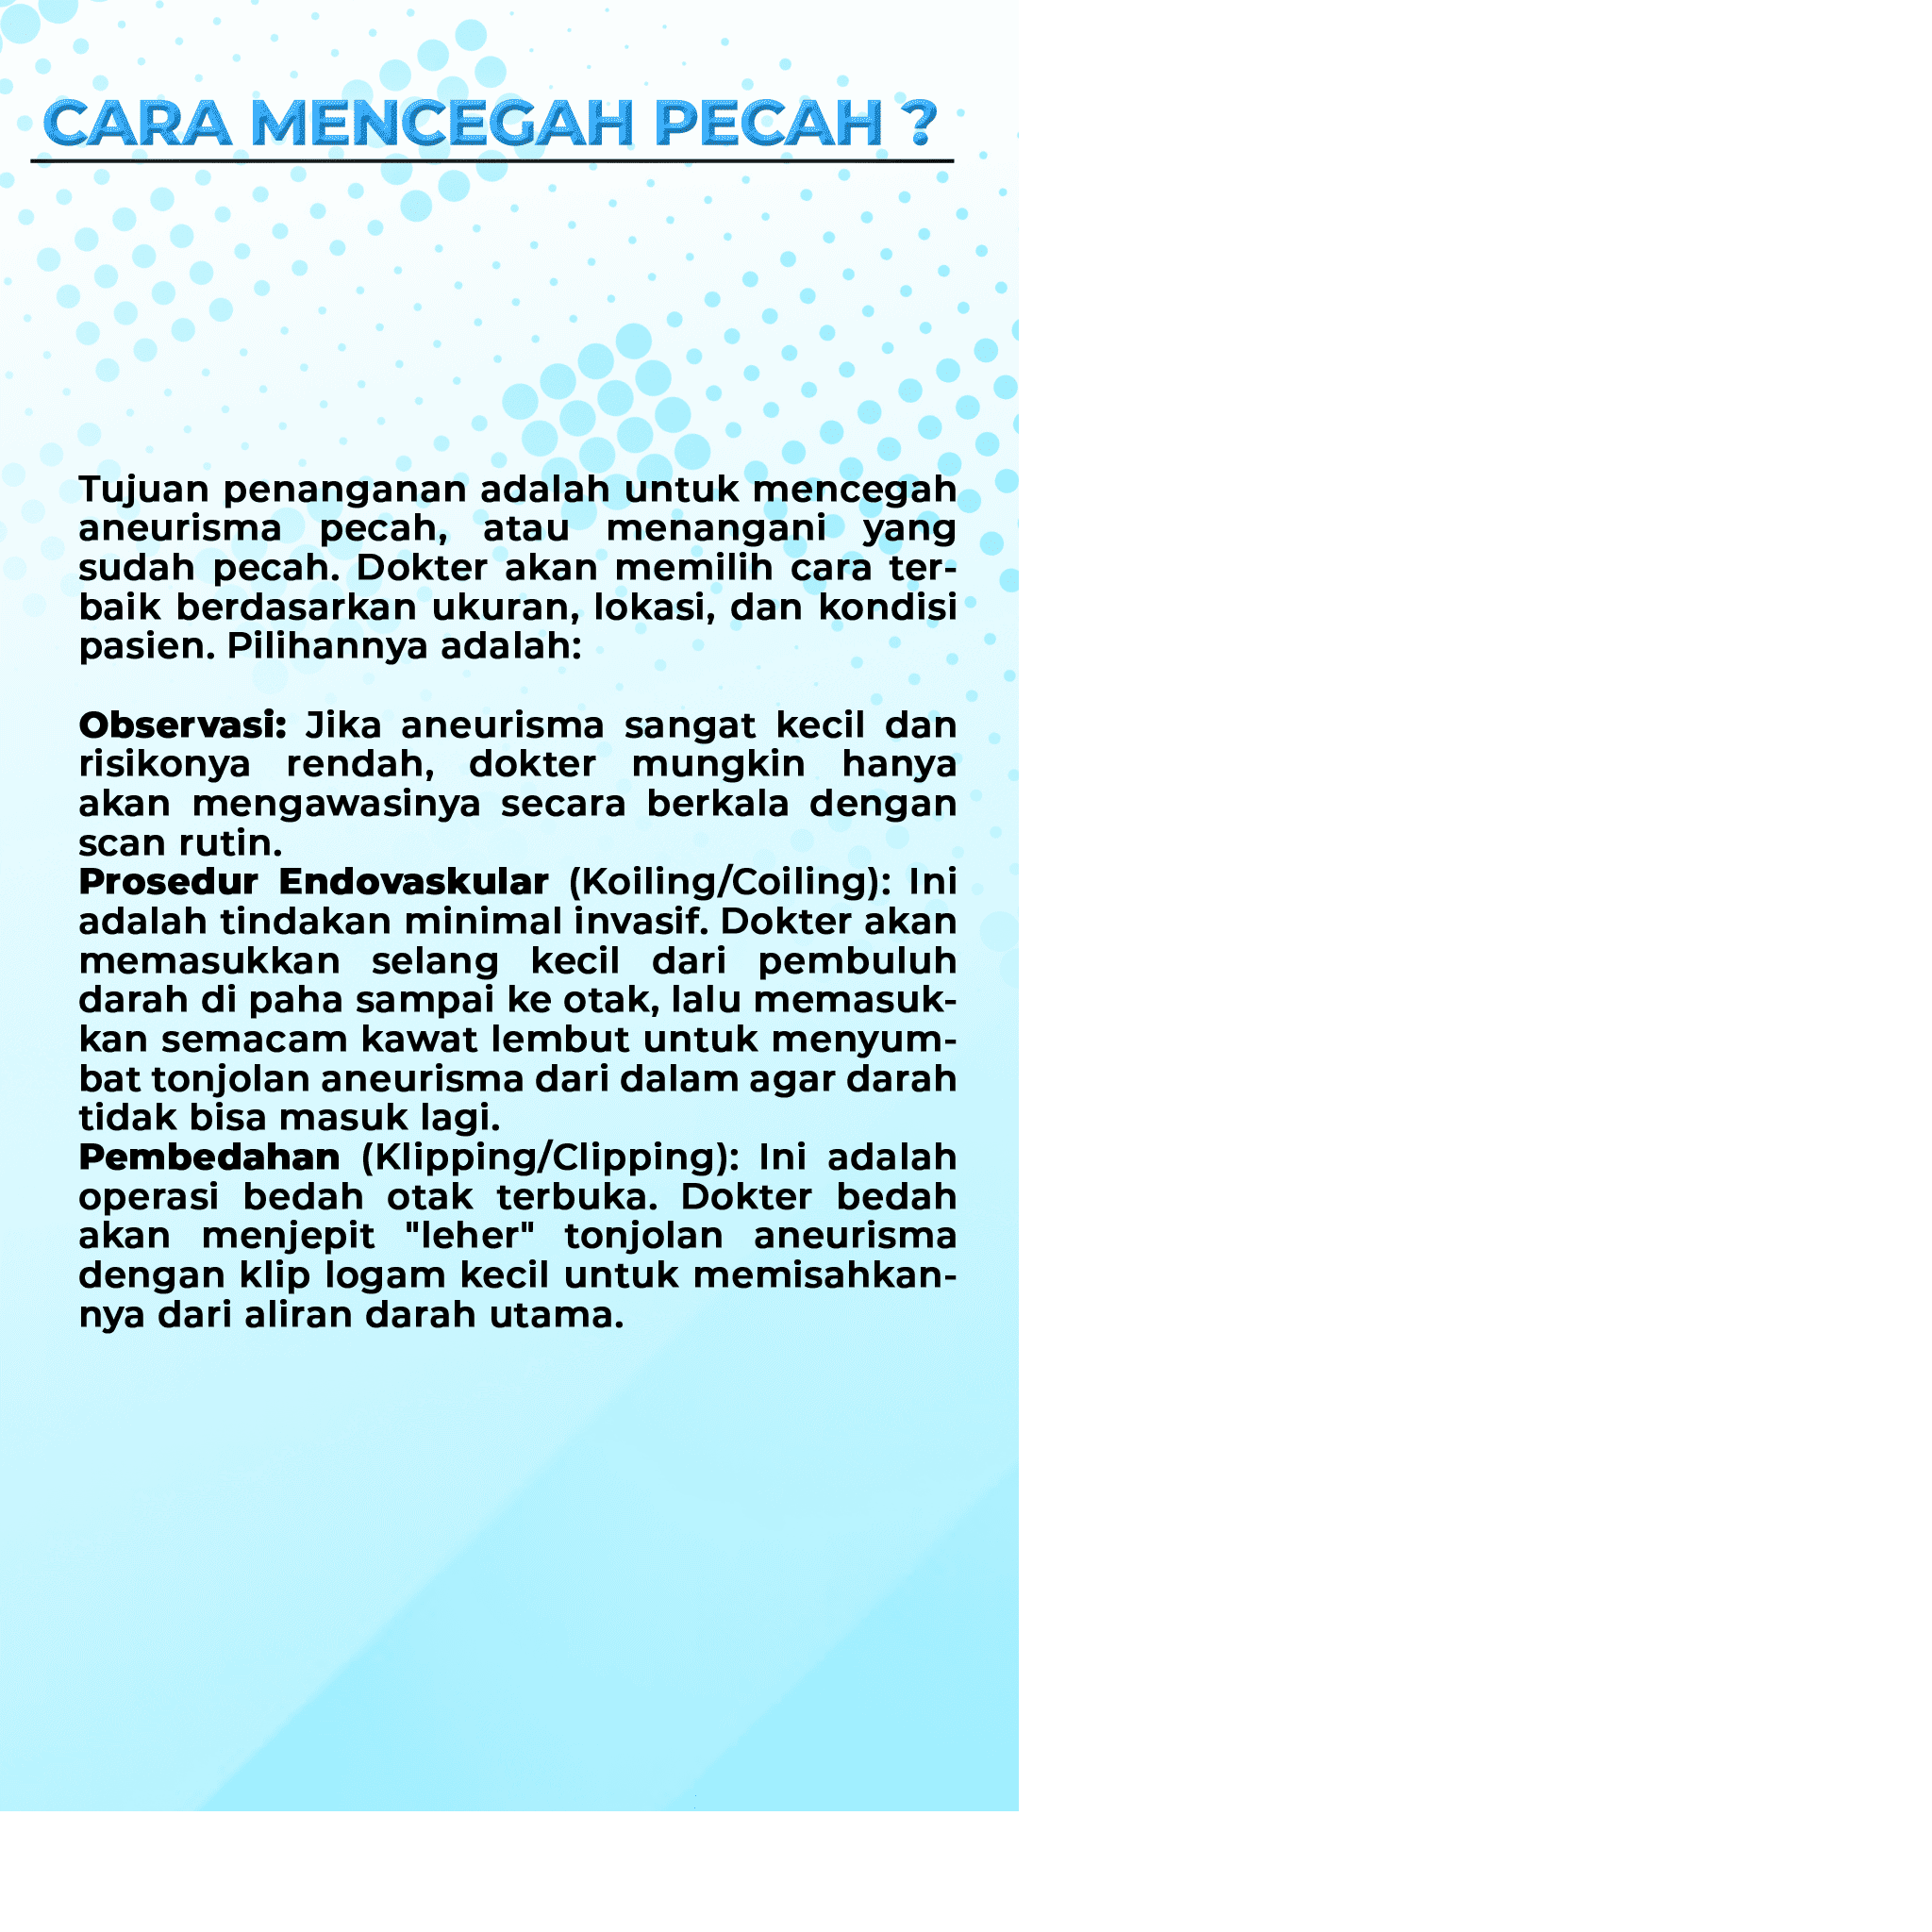 CARA MENCEGAH PECAH ?
Tujuan penanganan adalah untuk mencegah
aneurisma pecah, atau menangani yang
sudah pecah. Dokter akan memilih cara ter-
baik berdasarkan ukuran, lokasi, dan kondisi
pasien. Pilihannya adalah:
Observasi: Jika aneurisma sangat kecil dan
risikonya rendah, dokter mungkin hanya
akan mengawasinya secara berkala dengan
scan rutin.
Prosedur Endovaskular (Koiling/Coiling): Ini
adalah tindakan minimal invasif. Dokter akan
memasukkan selang kecil dari pembuluh
darah di paha sampai ke otak, lalu memasuk-
kan semacam kawat lembut untuk menyum-
bat tonjolan aneurisma dari dalam agar darah
tidak bisa masuk lagi.
Pembedahan (Klipping/Clipping): Ini adalah
operasi bedah otak terbuka. Dokter bedah
akan menjepit "leher" tonjolan aneurisma
dengan klip logam kecil untuk memisahkan-
nya dari aliran darah utama.